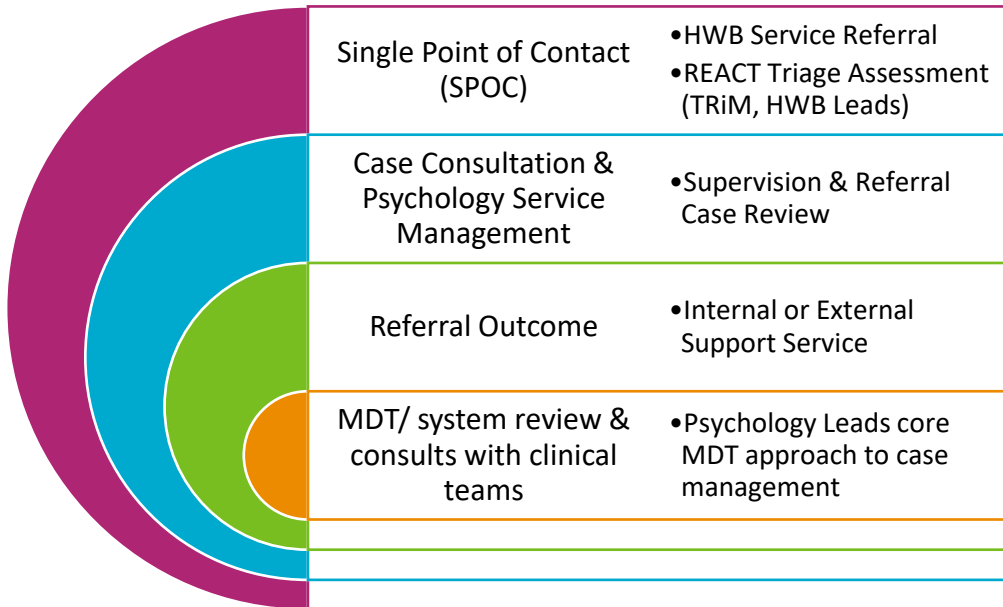 Single Point of Contact
(SPOC)
•HWB Service Referral
•REACT Triage Assessment
(TRiM, HWB Leads)
Case Consultation &
Psychology Service
Management
•Supervision & Referral
Case Review
Referral Outcome
•Internal or External
Support Service
MDT/ system review &
consults with clinical
teams
•Psychology Leads core
MDT approach to case
management